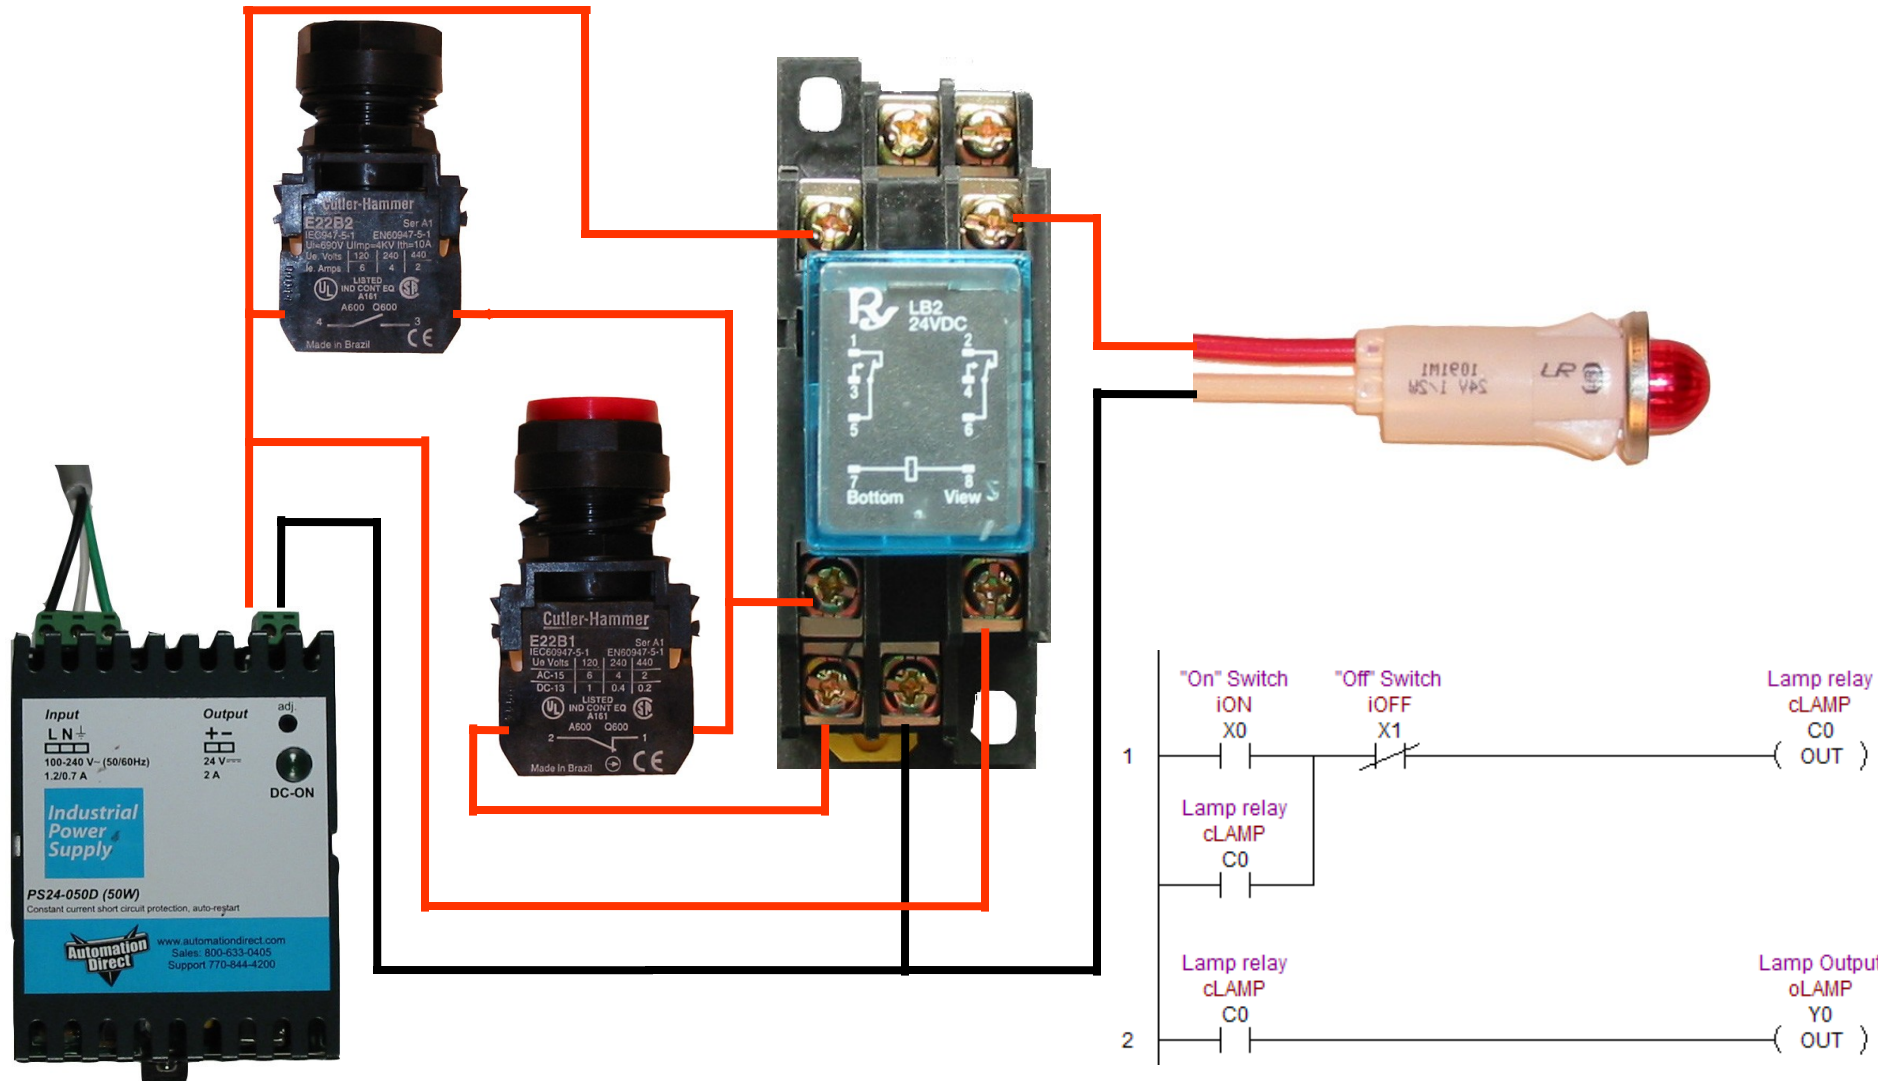 Cutler-Hammer
E22B2 Ser A1
IEC947-5-1 EN60947-5-1
Ui=690V Uimp=4KV Ith=10A
Ue. Volts 120 240 440
Ie. Amps 6 4 2
UL LISTED
IND CONT EQ
A161
A600 Q600
4 3
Made in Brazil CE
Cutler-Hammer
E22B1 Ser A1
IEC60947-5-1 EN60947-5-1
Ue Volts 120 240 440
AC-15 6 4 2
DC-13 1 0.4 0.2
UL LISTED
IND CONT EQ
A161
A600 Q600
2 1
Made in Brazil CE
LB2
24VDC
1 2
3 4
5 6
7 8
Bottom View
1091M1
24V 1/2W
Input Output adj.
L N + -
100-240 V~ (50/60Hz) 24 V
1.2/0.7 A 2 A
DC-ON
Industrial
Power
Supply
PS24-050D (50W)
Constant current short circuit protection, auto-restart
Automation
Direct
www.automationdirect.com
Sales: 800-633-0405
Support 770-844-4200
"On" Switch "Off" Switch Lamp relay
iON iOFF cLAMP
X0 X1 C0
1 OUT
Lamp relay
cLAMP
C0
Lamp relay Lamp Output
cLAMP oLAMP
C0 Y0
2 OUT